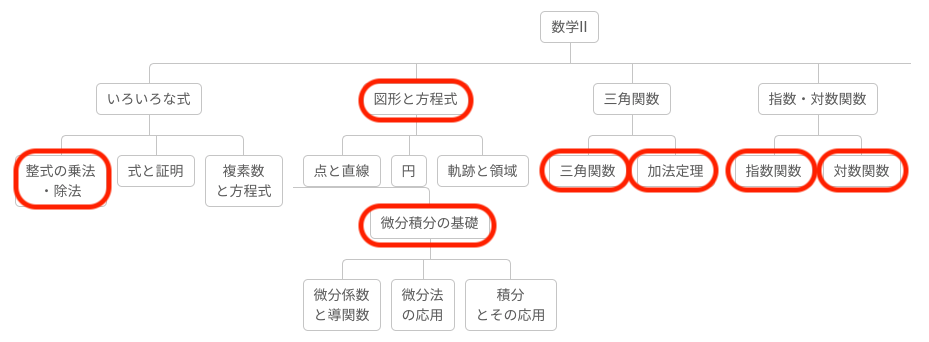 数学II
いろいろな式
図形と方程式
三角関数
指数・対数関数
整式の乗法
・除法
式と証明
複素数
と方程式
点と直線
円
軌跡と領域
三角関数
加法定理
指数関数
対数関数
微分積分の基礎
微分係数
と導関数
微分法
の応用
積分
とその応用